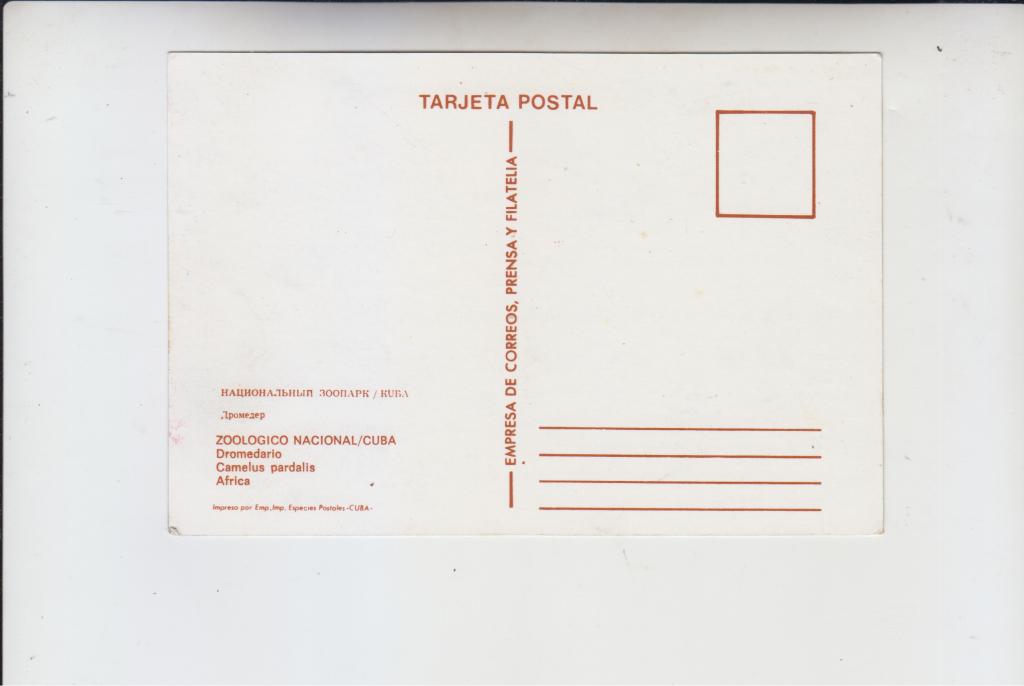 TARJETA POSTAL
EMPRESA DE CORREOS, PRENSA Y FILATELIA
НАЦИОНАЛЬНЫЙ ЗООПАРК / КUБА
Дромедер
ZOOLOGICO NACIONAL/CUBA
Dromedario
Camelus pardalis
Africa
Impreso por Emp.Imp. Especies Postales-CUBA-